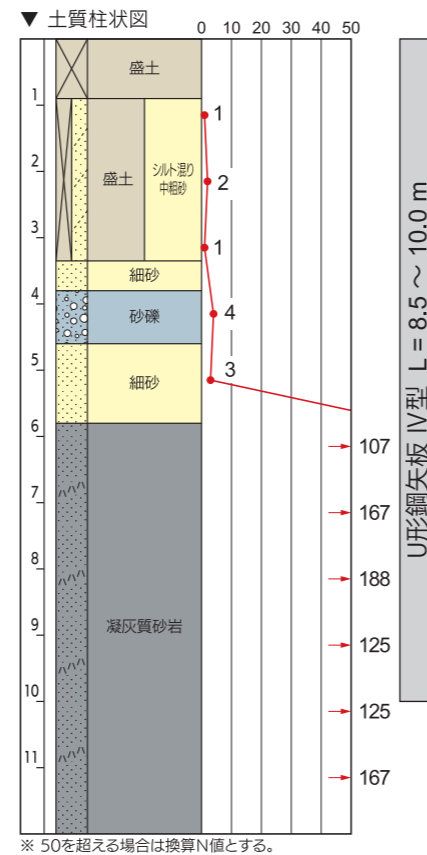 ▼ 土質柱状図
0 10 20 30 40 50
盛土
1
1
2
盛土
シルト混り
中粗砂
2
3
1
細砂
4
砂礫
4
5
3
細砂
6
107
7
167
8
188
9
凝灰質砂岩
125
10
125
11
167
U形鋼矢板 Ⅳ型 L = 8.5 ～ 10.0 m
※ 50を超える場合は換算N値とする。